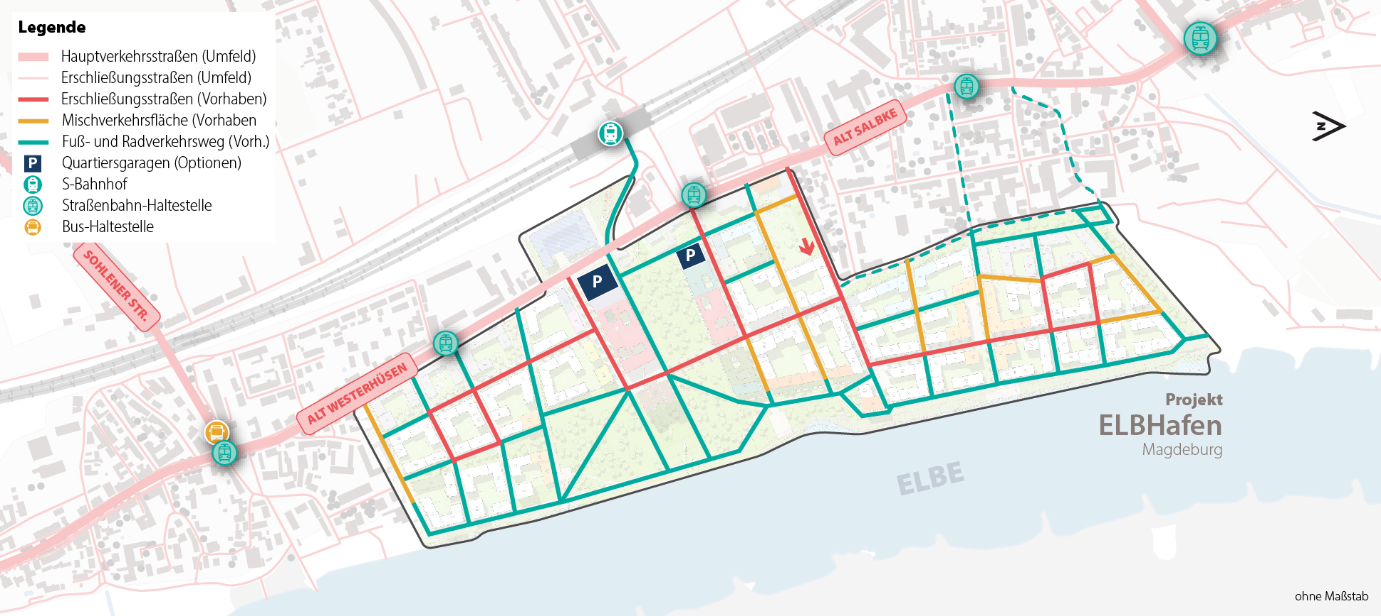 Legende
Hauptverkehrsstraßen (Umfeld)
Erschließungsstraßen (Umfeld)
Erschließungsstraßen (Vorhaben)
Mischverkehrsfläche (Vorhaben
Fuß- und Radverkehrsweg (Vorh.)
P Quartiersgaragen (Optionen)
S-Bahnhof
Straßenbahn-Haltestelle
Bus-Haltestelle
ALT SALBKE
N
P
P
SOHLENER STR.
ALT WESTERHÜSEN
Projekt
ELBHafen
Magdeburg
ELBE
ohne Maßstab